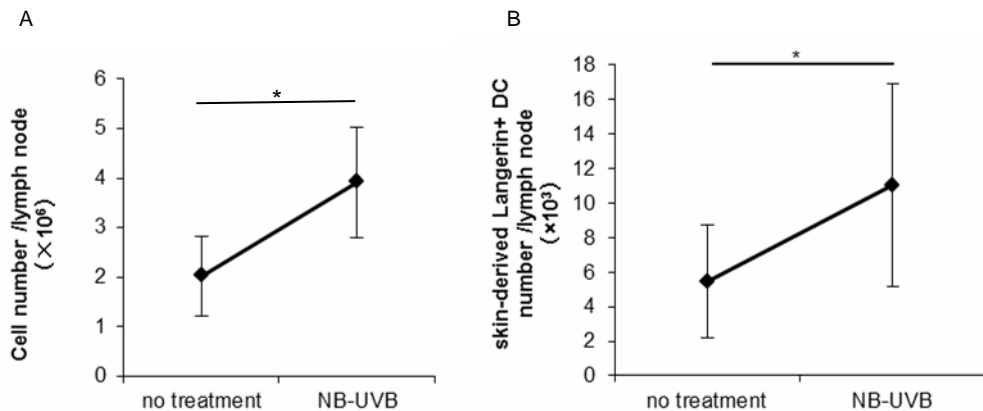 A
Cell number /lymph node
(×10⁶)
6
5
4
3
2
1
0
*
no treatment
NB-UVB
B
skin-derived Langerin+ DC
number /lymph node
(×10³)
18
16
14
12
10
8
6
4
2
0
*
no treatment
NB-UVB